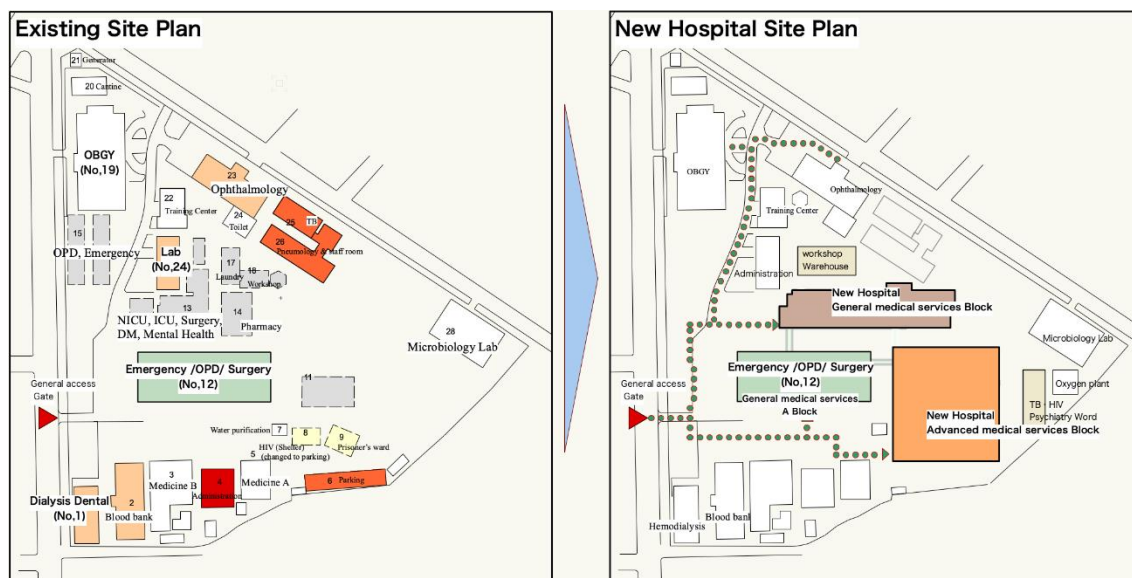 Existing Site Plan
21 Generator
20 Cantine
OBGY
(No,19)
23
Ophthalmology
22
Training Center
24
Toilet
25
TB
26
Pneumology & staff room
15
OPD, Emergency
Lab
(No,24)
17
Laundry
18
Workshop
13
14
NICU, ICU, Surgery,
DM, Mental Health
Pharmacy
28
Microbiology Lab
Emergency /OPD/ Surgery
(No,12)
11
General access
Gate
Water purification
7
8
9
HIV (Shelter)
(changed to parking)
Prisoner's ward
5
3
Medicine B
4
Administration
Medicine A
6
Parking
Dialysis Dental
(No,1)
2
Blood bank
New Hospital Site Plan
OBGY
Ophthalmology
Training Center
Administration
workshop
Warehouse
New Hospital
General medical services Block
Microbiology Lab
Emergency /OPD/ Surgery
(No,12)
General medical services
A Block
Oxygen plant
TB - HIV
Psychiatry Word
General access
Gate
New Hospital
Advanced medical services Block
Hemodialysis
Blood bank